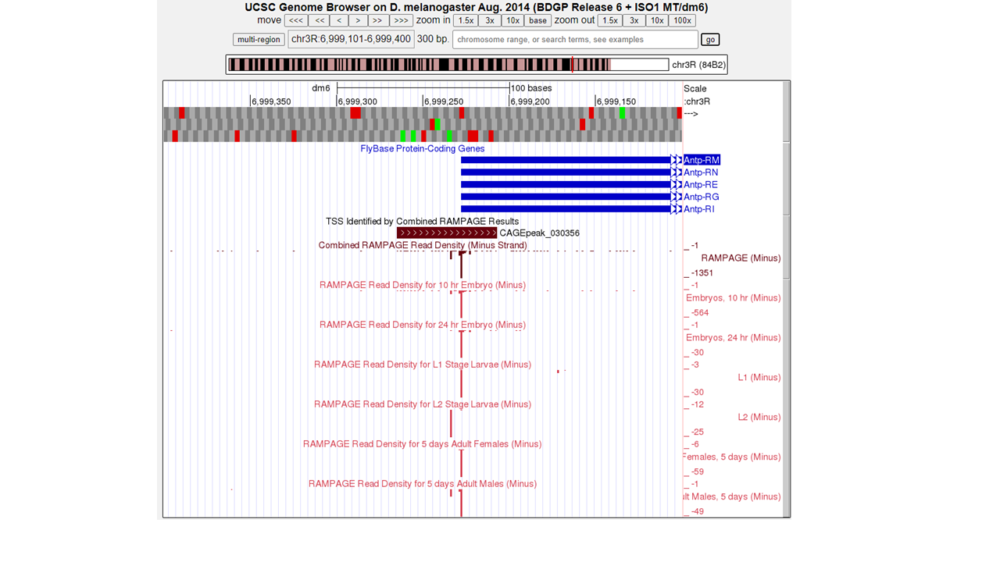 UCSC Genome Browser on D. melanogaster Aug. 2014 (BDGP Release 6 + ISO1 MT/dm6)
move <<< << < > >> >>> zoom in 1.5x 3x 10x base zoom out 1.5x 3x 10x 100x
multi-region chr3R:6,999,101-6,999,400 300 bp. chromosome range, or search terms, see examples go
chr3R (84B2)
dm6 100 bases Scale
6,999,350 6,999,300 6,999,250 6,999,200 6,999,150 :chr3R
--->
FlyBase Protein-Coding Genes
Antp-RM
Antp-RN
Antp-RE
Antp-RG
Antp-RI
TSS Identified by Combined RAMPAGE Results
CAGEpeak_030356
Combined RAMPAGE Read Density (Minus Strand) -1
RAMPAGE (Minus)
-1351
RAMPAGE Read Density for 10 hr Embryo (Minus) -1
Embryos, 10 hr (Minus)
-564
RAMPAGE Read Density for 24 hr Embryo (Minus) -1
Embryos, 24 hr (Minus)
-30
RAMPAGE Read Density for L1 Stage Larvae (Minus) -3
L1 (Minus)
-30
RAMPAGE Read Density for L2 Stage Larvae (Minus) -12
L2 (Minus)
-25
RAMPAGE Read Density for 5 days Adult Females (Minus) -6
Females, 5 days (Minus)
-59
RAMPAGE Read Density for 5 days Adult Males (Minus) -1
lt Males, 5 days (Minus)
-49